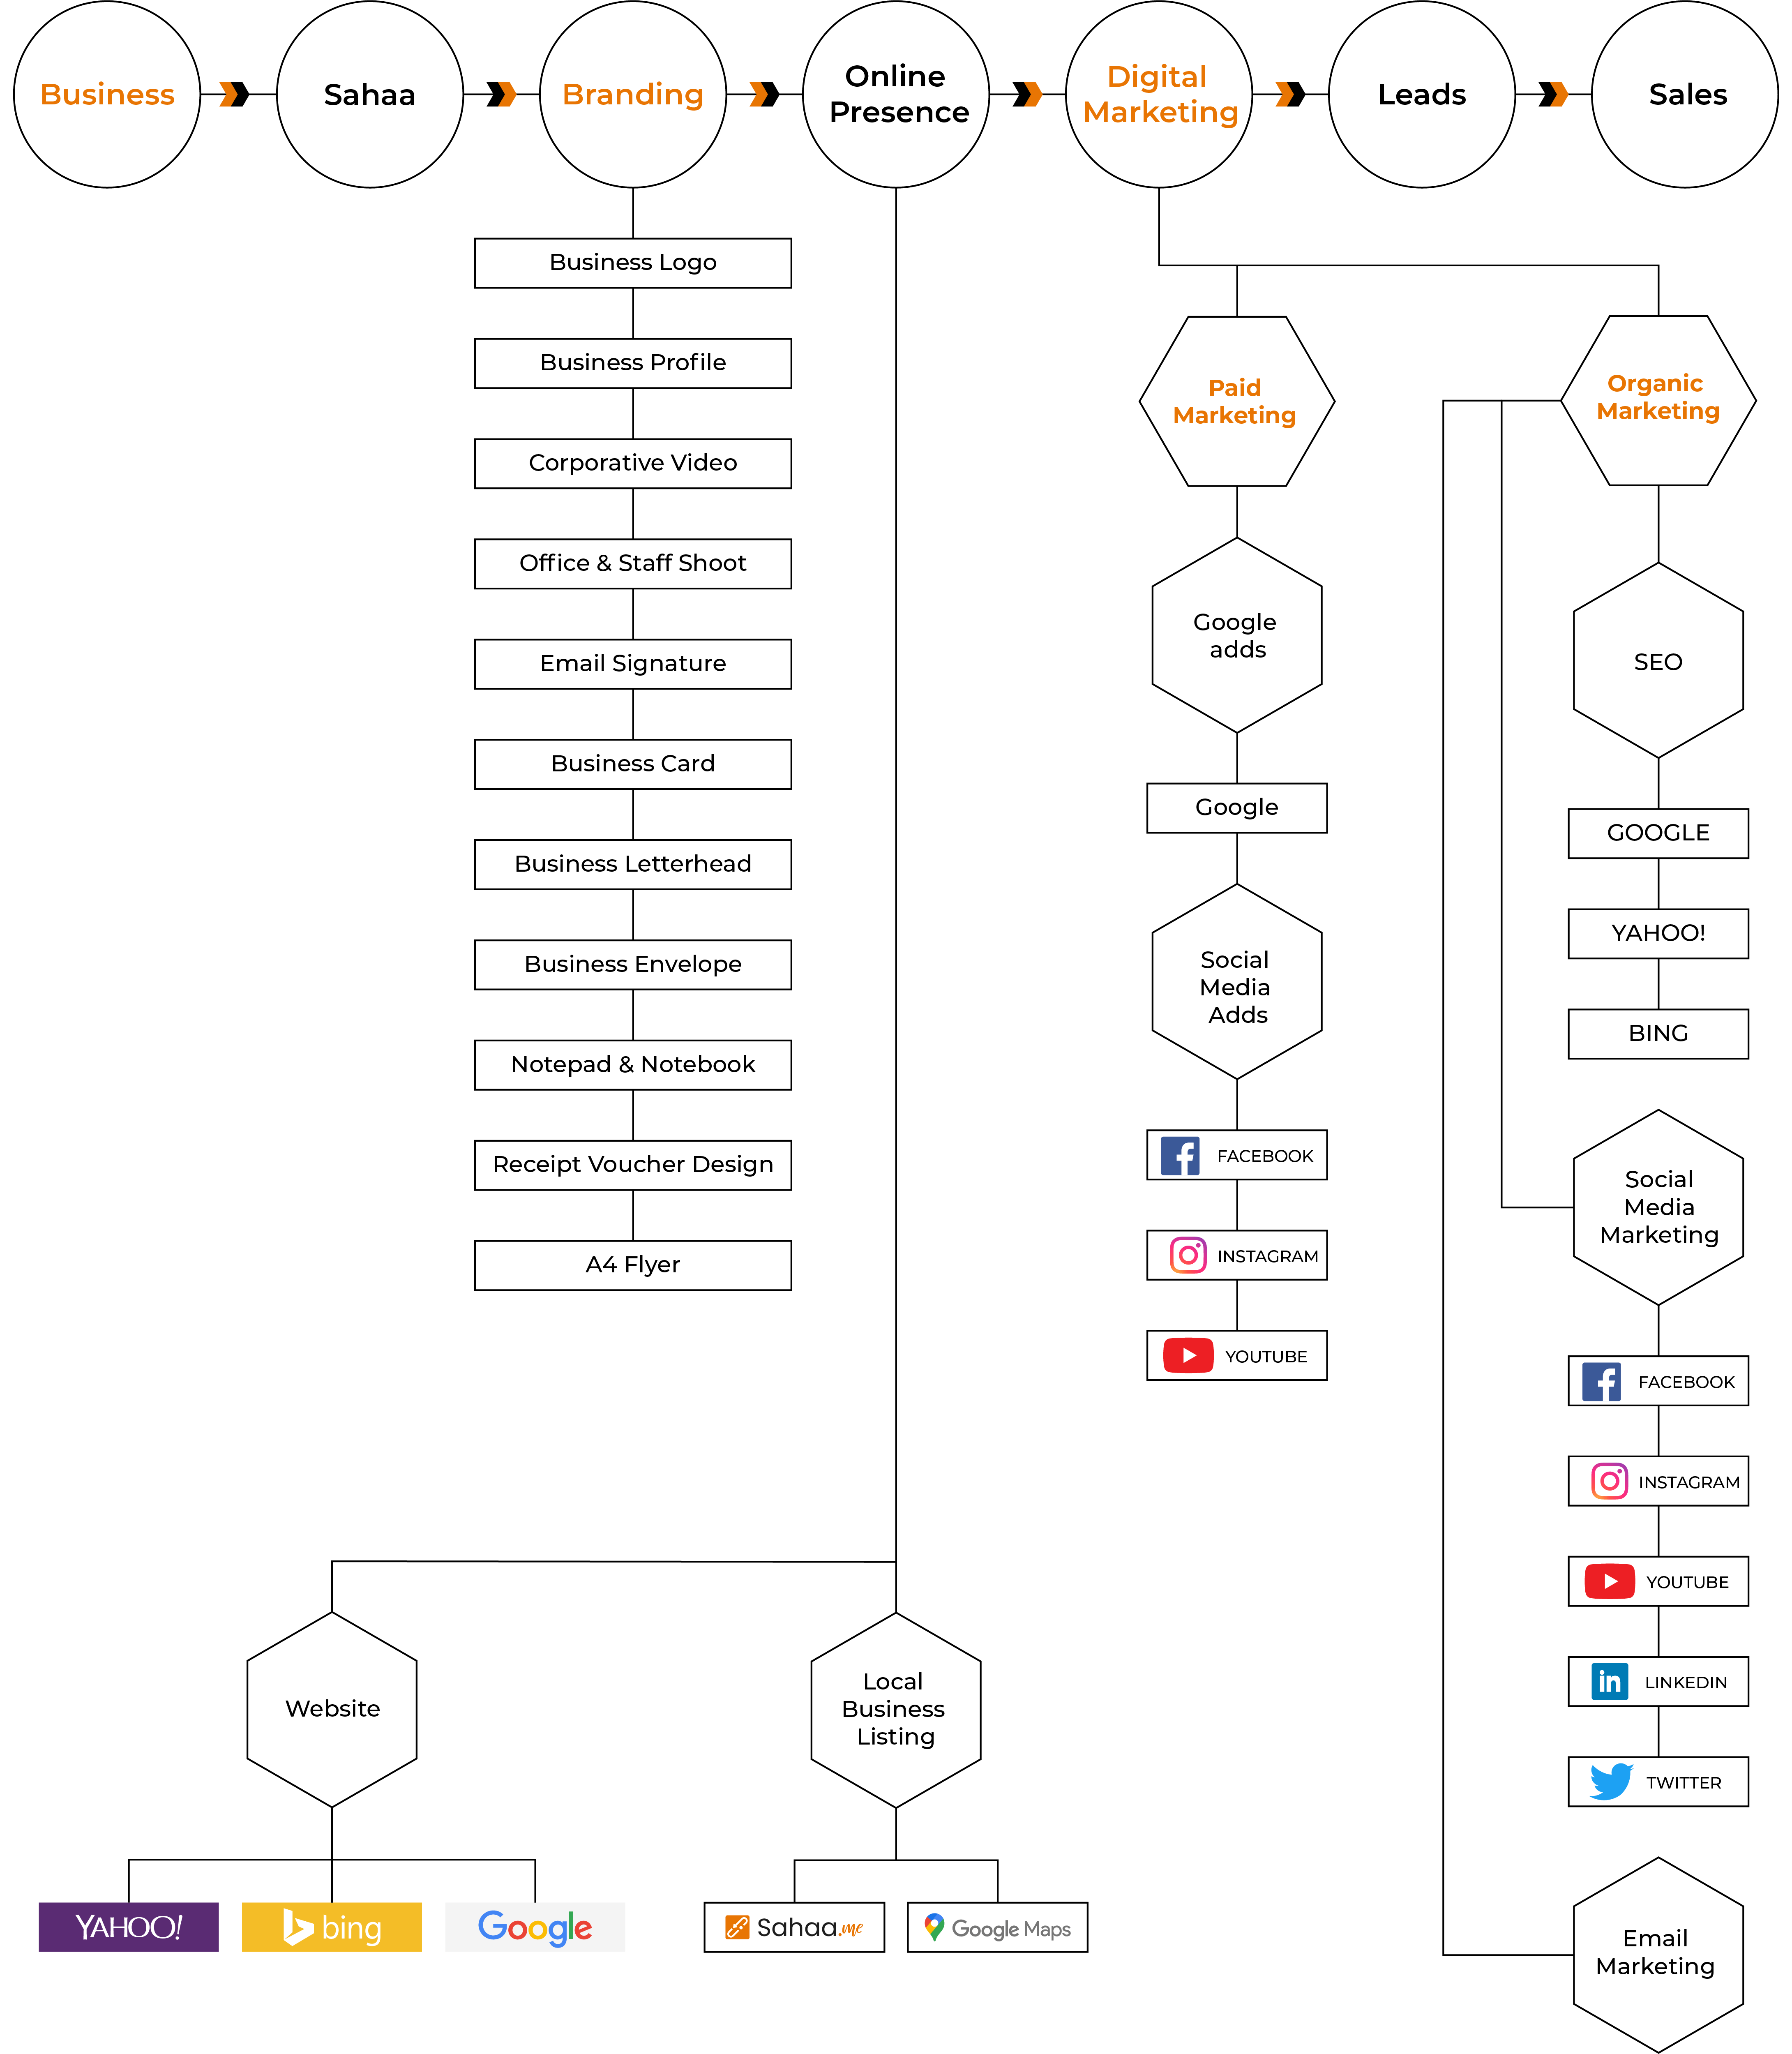 Business
Sahaa
Branding
Online
Presence
Digital
Marketing
Leads
Sales
Business Logo
Business Profile
Corporative Video
Office & Staff Shoot
Email Signature
Business Card
Business Letterhead
Business Envelope
Notepad & Notebook
Receipt Voucher Design
A4 Flyer
Website
YAHOO!
bing
Google
Local
Business
Listing
Sahaa.me
Google Maps
Paid
Marketing
Google
adds
Google
Social
Media
Adds
FACEBOOK
INSTAGRAM
YOUTUBE
Organic
Marketing
SEO
GOOGLE
YAHOO!
BING
Social
Media
Marketing
FACEBOOK
INSTAGRAM
YOUTUBE
in LINKEDIN
TWITTER
Email
Marketing